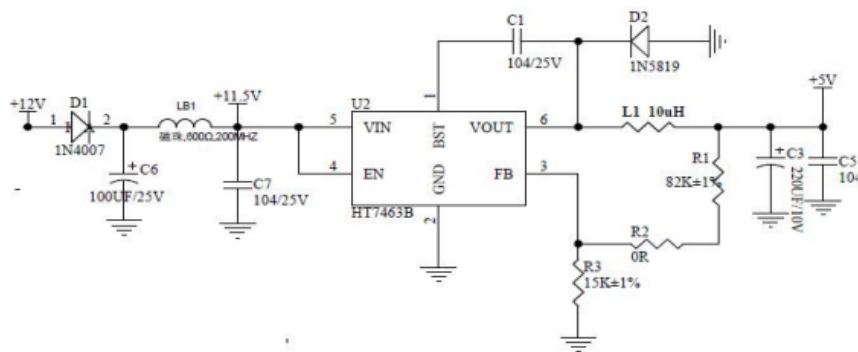 C1
104/25V
D2
1N5819
+12V
D1
1
2
1N4007
LB1
磁珠,600Ω,200MHZ
+11.5V
C6
100UF/25V
C7
104/25V
U2
1
5
VIN
BST
VOUT
6
4
EN
GND
FB
3
2
HT7463B
L1 10uH
+5V
R1
82K±1%
C3
220UF/10V
C5
104
R2
0R
R3
15K±1%